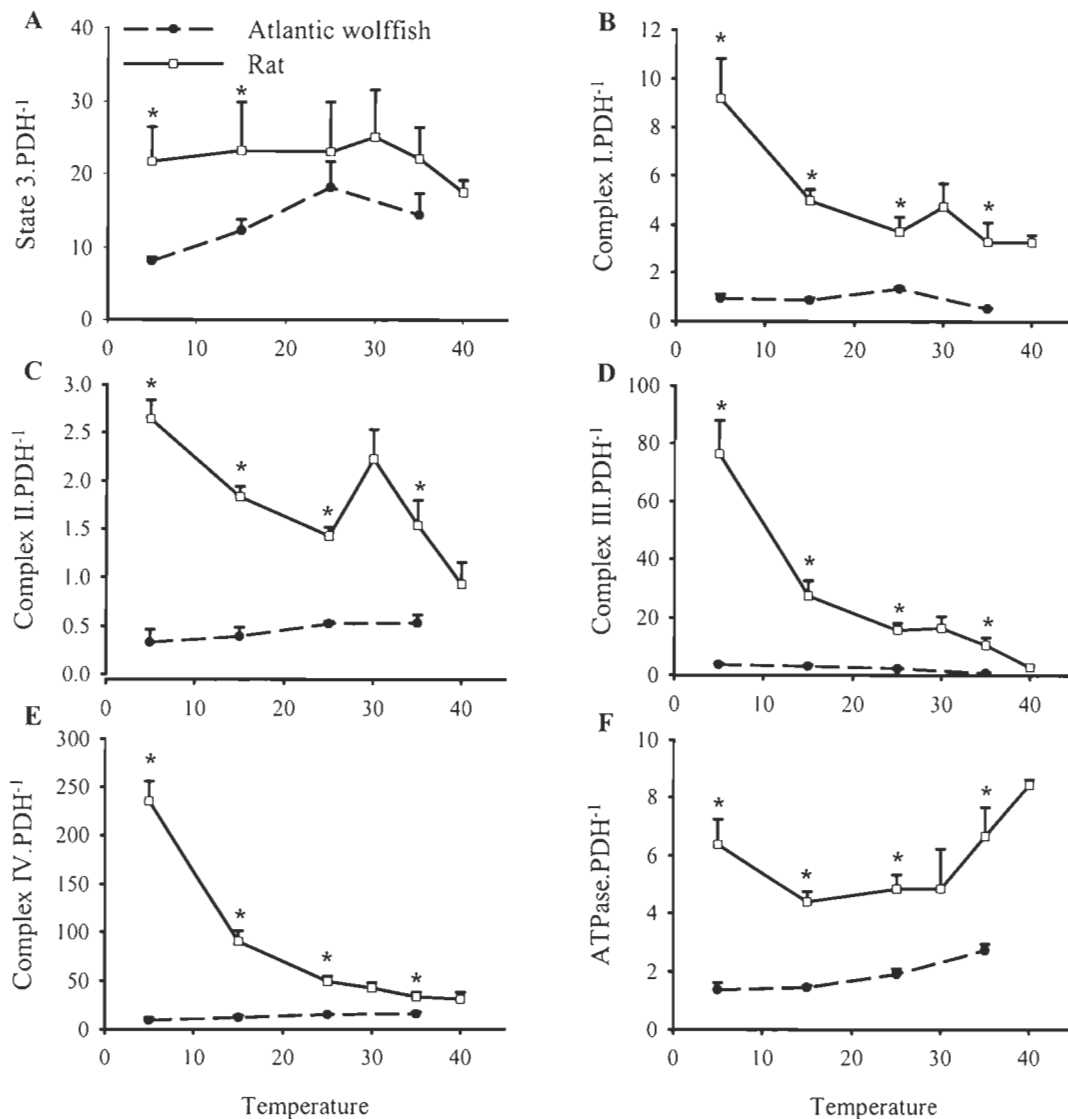 A
Atlantic wolffish
Rat
State 3.PDH⁻¹
40
30
20
10
0
* *
0 10 20 30 40
B
Complex I.PDH⁻¹
12
10
8
6
4
2
0
* * * *
0 10 20 30 40
C
Complex II.PDH⁻¹
3.0
2.5
2.0
1.5
1.0
0.5
0.0
* * * *
0 10 20 30 40
D
Complex III.PDH⁻¹
100
80
60
40
20
0
* * * *
0 10 20 30 40
E
Complex IV.PDH⁻¹
300
250
200
150
100
50
0
* * * *
0 10 20 30 40
Temperature
F
ATPase.PDH⁻¹
10
8
6
4
2
0
* * * *
0 10 20 30 40
Temperature